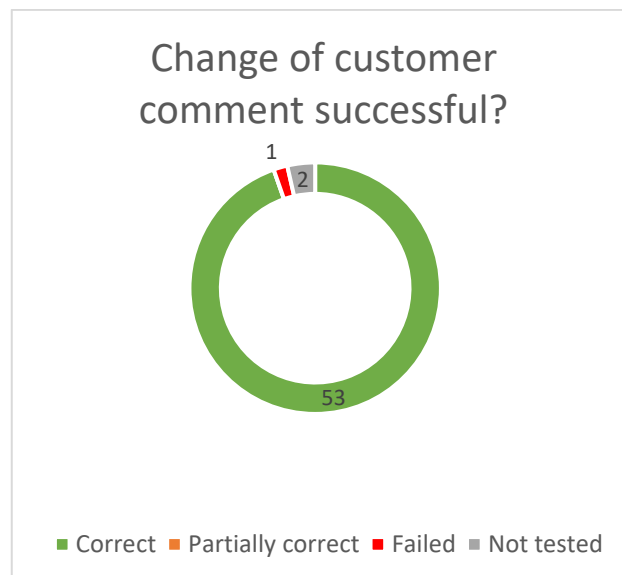 Change of customer
comment successful?
1
2
53
Correct Partially correct Failed Not tested